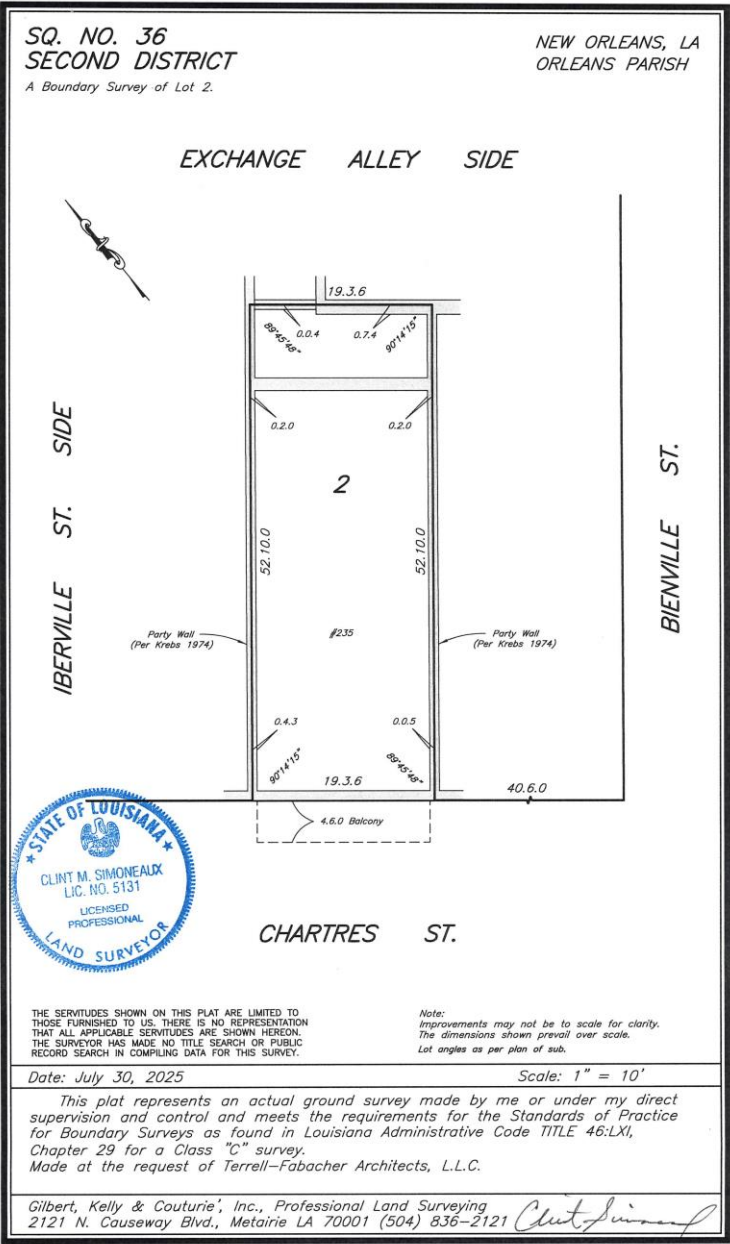 SQ. NO. 36
SECOND DISTRICT
A Boundary Survey of Lot 2.
NEW ORLEANS, LA
ORLEANS PARISH
EXCHANGE ALLEY SIDE
19.3.6
0.0.4
0.7.4
89°45'48"
90°14'15"
0.2.0
0.2.0
IBERVILLE ST. SIDE
2
BIENVILLE ST.
52.10.0
52.10.0
Party Wall
(Per Krebs 1974)
#235
Party Wall
(Per Krebs 1974)
0.4.3
0.0.5
90°14'15"
89°45'48"
19.3.6
40.6.0
4.6.0 Balcony
STATE OF LOUISIANA
CLINT M. SIMONEAUX
LIC. NO. 5131
LICENSED
PROFESSIONAL
LAND SURVEYOR
CHARTRES ST.
THE SERVITUDES SHOWN ON THIS PLAT ARE LIMITED TO
THOSE FURNISHED TO US. THERE IS NO REPRESENTATION
THAT ALL APPLICABLE SERVITUDES ARE SHOWN HEREON.
THE SURVEYOR HAS MADE NO TITLE SEARCH OR PUBLIC
RECORD SEARCH IN COMPILING DATA FOR THIS SURVEY.
Note:
Improvements may not be to scale for clarity.
The dimensions shown prevail over scale.
Lot angles as per plan of sub.
Date: July 30, 2025
Scale: 1" = 10'
This plat represents an actual ground survey made by me or under my direct
supervision and control and meets the requirements for the Standards of Practice
for Boundary Surveys as found in Louisiana Administrative Code TITLE 46:LXI,
Chapter 29 for a Class "C" survey.
Made at the request of Terrell-Fabacher Architects, L.L.C.
Gilbert, Kelly & Couturie', Inc., Professional Land Surveying
2121 N. Causeway Blvd., Metairie LA 70001 (504) 836-2121